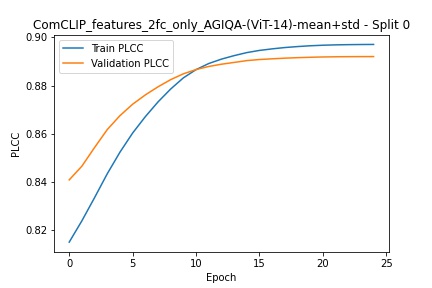 ComCLIP_features_2fc_only_AGIQA-(ViT-14)-mean+std - Split 0
Train PLCC
Validation PLCC
PLCC
0.90
0.88
0.86
0.84
0.82
0 5 10 15 20 25
Epoch